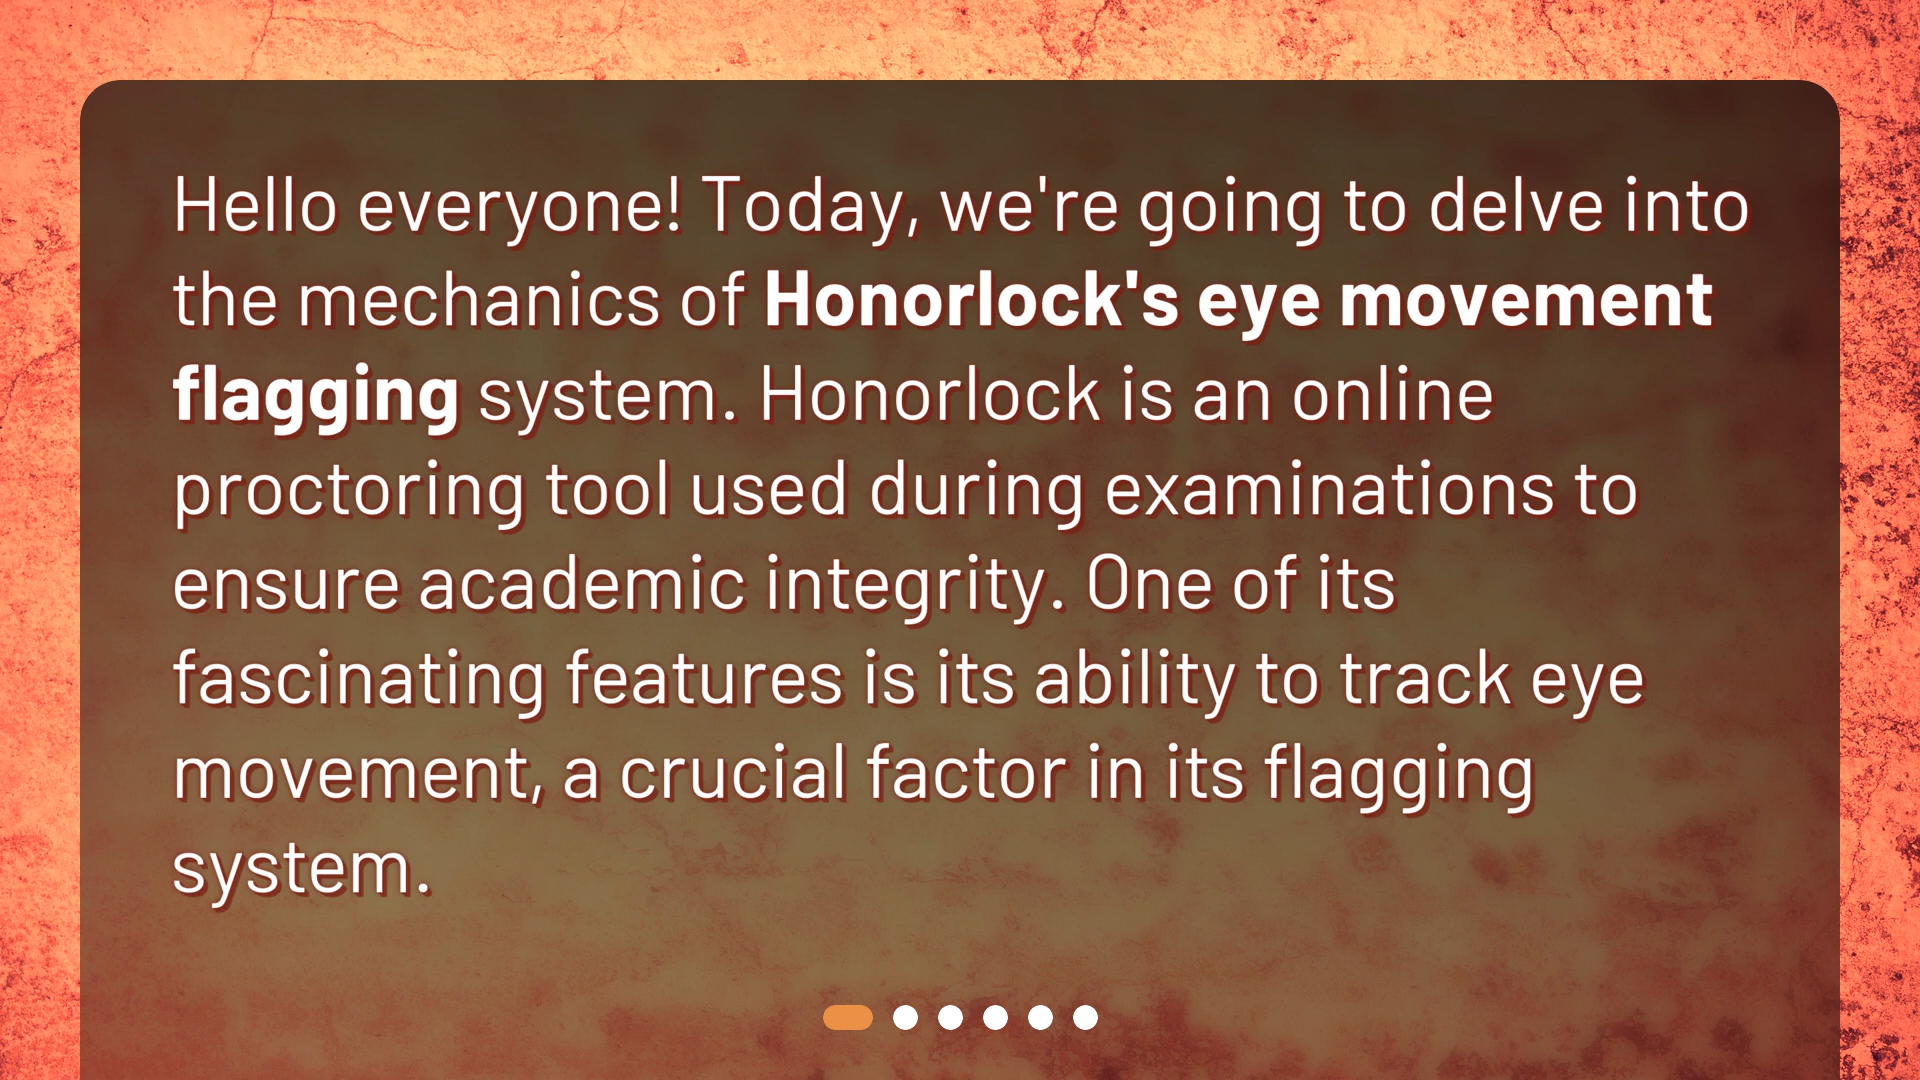 Hello everyone! Today, we're going to delve into
the mechanics of Honorlock's eye movement
flagging system. Honorlock is an online
proctoring tool used during examinations to
ensure academic integrity. One of its
fascinating features is its ability to track eye
movement, a crucial factor in its flagging
system.